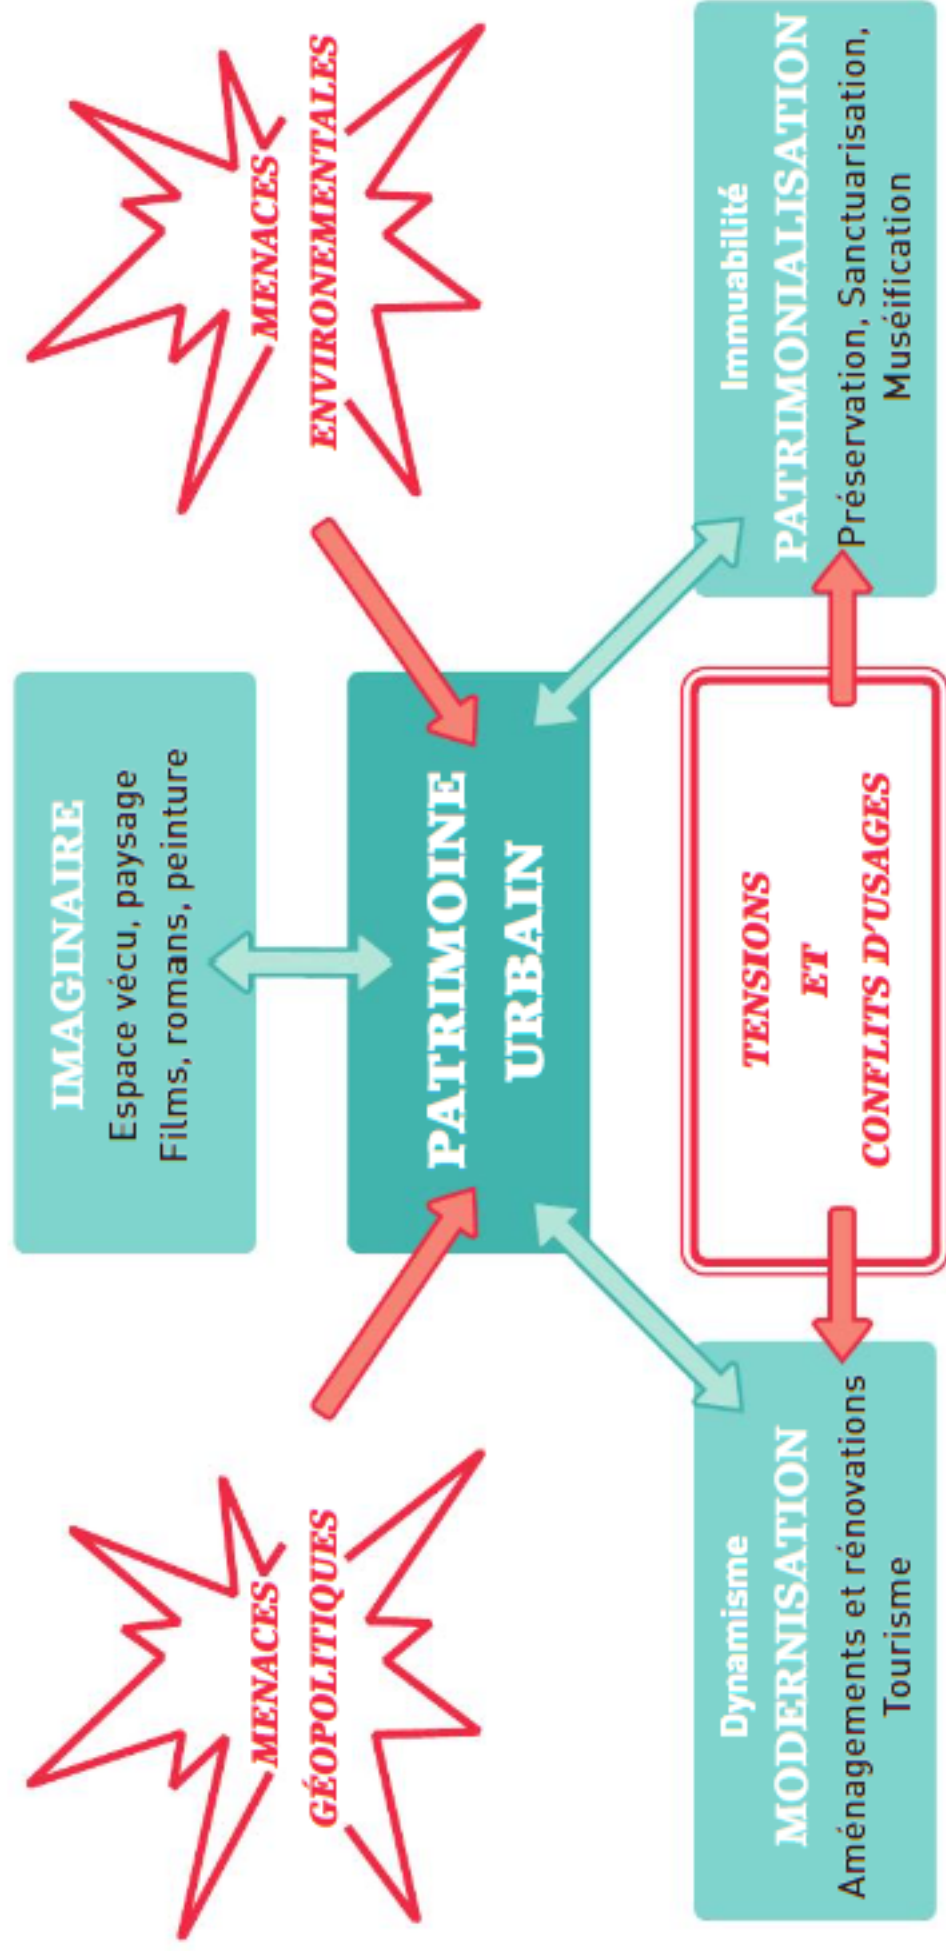 IMAGINAIRE
Espace vécu, paysage
Films, romans, peinture
MENACES
GÉOPOLITIQUES
MENACES
ENVIRONEMENTALES
PATRIMOINE
URBAIN
Dynamisme
MODERNISATION
Aménagements et rénovations
Tourisme
TENSIONS
ET
CONFLITS D'USAGES
Immuabilité
PATRIMONIALISATION
Préservation, Sanctuarisation,
Muséification